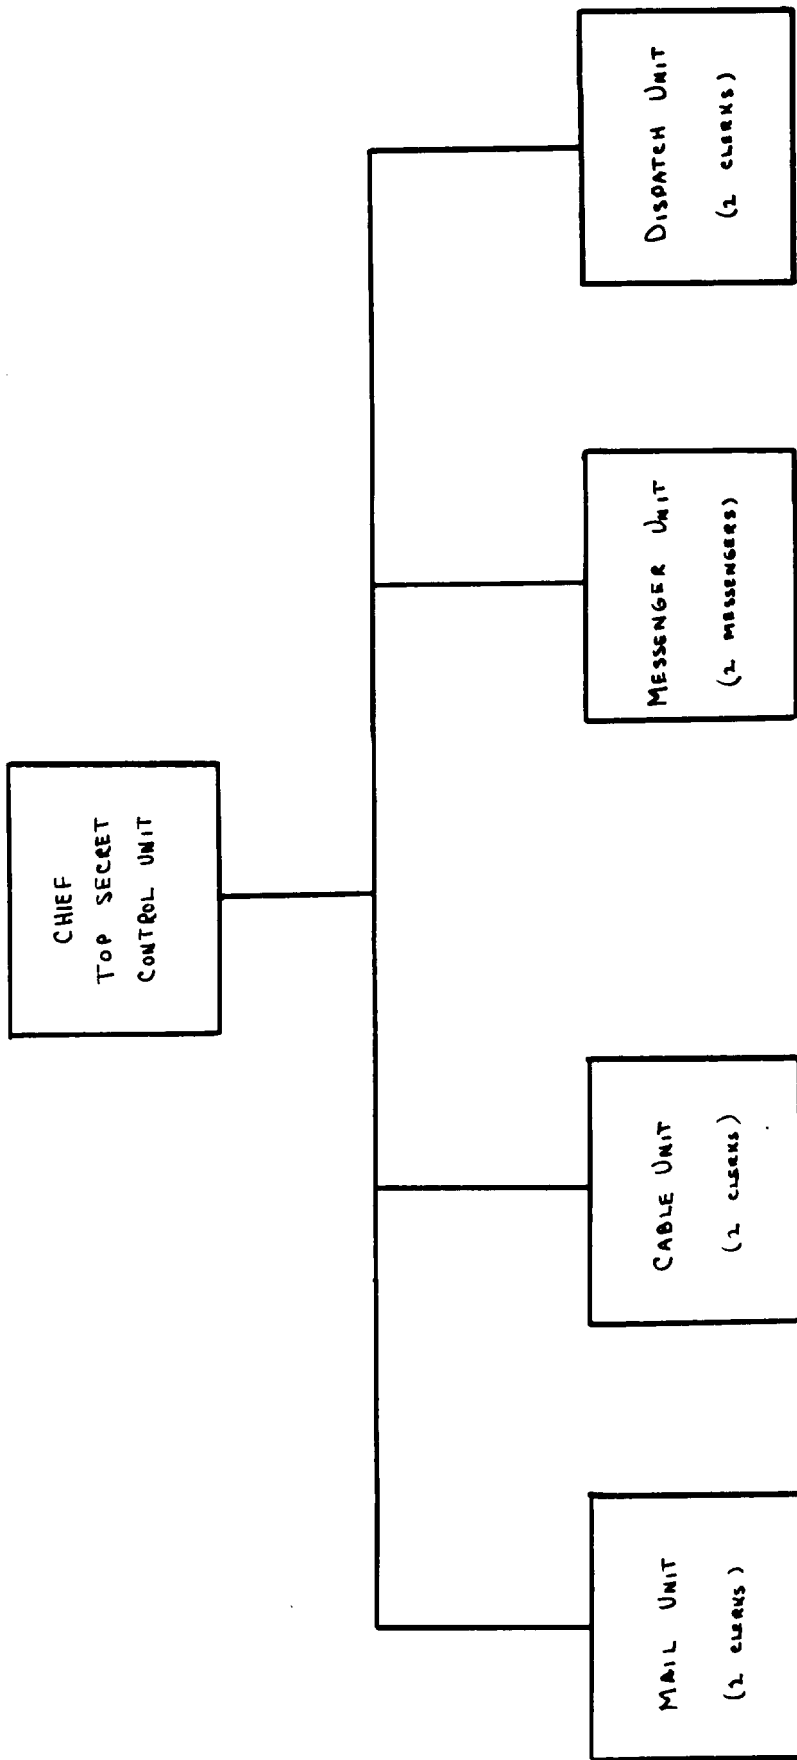 CHIEF
TOP SECRET
CONTROL UNIT
MAIL UNIT
(2 CLERKS)
CABLE UNIT
(2 CLERKS)
MESSENGER UNIT
(2 MESSENGERS)
DISPATCH UNIT
(2 CLERKS)